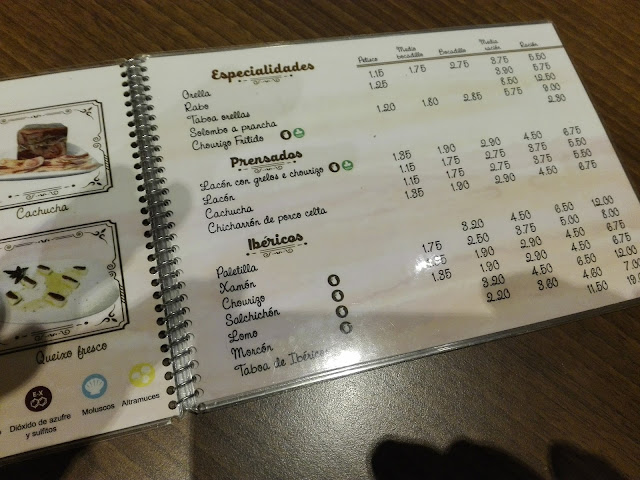 Cachucha
Queixo fresco
E-X
Dióxido de azufre
y sulfitos
Moluscos
Altramuces
Petisco Medio bocadillo Bocadillo Media ración Ración
Especialidades
Orella 1.15 1.75 2.75 3.75 5.50
Rabo 1.25 3.90 5.75
Taboa orellas 8.50 12.50
Solombo a prancha 1.20 1.80 2.85 5.75 9.00
Chourizo Fritido 2.80
Prensados
Lacón con grelos e chourizo 1.35 1.90 2.90 4.50 6.75
Lacón 1.15 1.75 2.75 3.75 5.50
Cachucha 1.15 1.75 2.75 3.75 5.50
Chicharrón de porco celta 1.35 1.90 2.90 4.50 6.75
Ibéricos
Paletilla 3.20 4.50 6.50 12.00
Xamón 1.75 2.50 3.75 5.00 8.00
Chourizo 1.90 2.90 4.50 6.75
Salchichón 1.35 1.90 2.90 4.50 6.75
Lomo 3.20 4.50 6.50 12.00
Morcón 2.20 3.60 4.60 7.00
Taboa de Ibéricos 11.50